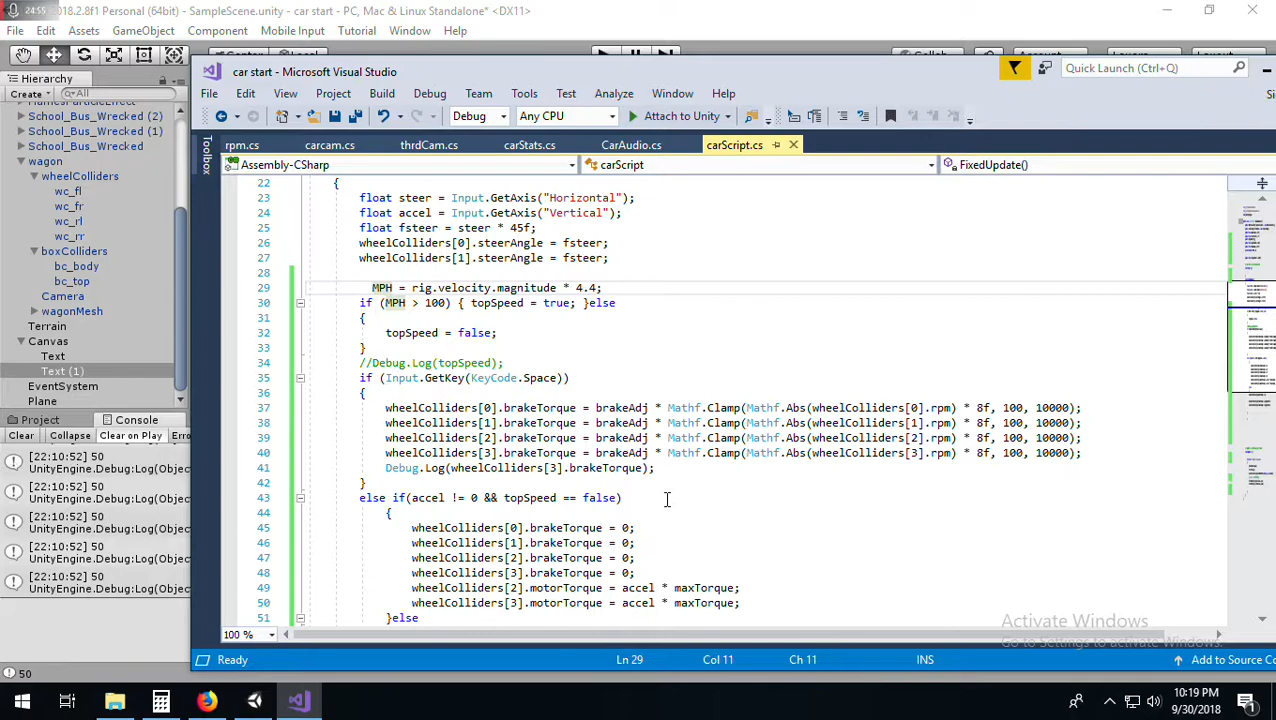 24:55
2018.2.8f1 Personal (64bit) - SampleScene.unity - car start - PC, Mac & Linux Standalone* <DX11>
File Edit Assets GameObject Component Mobile Input Tutorial Window Help
Hierarchy
Create
All
School_Bus_Wrecked (2)
School_Bus_Wrecked (1)
School_Bus_Wrecked
wagon
wheelColliders
wc_fl
wc_fr
wc_rl
wc_rr
boxColliders
bc_body
bc_top
Camera
wagonMesh
Terrain
Canvas
Text
Text (1)
EventSystem
Plane
Project Console
Clear Collapse Clear on Play Erro
[22:10:52] 50
UnityEngine.Debug:Log(Objec
[22:10:52] 50
UnityEngine.Debug:Log(Objec
[22:10:52] 50
UnityEngine.Debug:Log(Objec
[22:10:52] 50
UnityEngine.Debug:Log(Objec
[22:10:52] 50
UnityEngine.Debug:Log(Objec
50
car start - Microsoft Visual Studio
Quick Launch (Ctrl+Q)
File Edit View Project Build Debug Team Tools Test Analyze Window Help
Si
Debug Any CPU Attach to Unity
Toolbox
rpm.cs carcam.cs thrdCam.cs carStats.cs CarAudio.cs carScript.cs
Assembly-CSharp carScript FixedUpdate()
22 {
23 float steer = Input.GetAxis("Horizontal");
24 float accel = Input.GetAxis("Vertical");
25 float fsteer = steer * 45f;
26 wheelColliders[0].steerAngle = fsteer;
27 wheelColliders[1].steerAngle = fsteer;
28
29 MPH = rig.velocity.magnitude * 4.4;
30 if (MPH > 100) { topSpeed = true; }else
31 {
32 topSpeed = false;
33 }
34 //Debug.Log(topSpeed);
35 if (Input.GetKey(KeyCode.Space))
36 {
37 wheelColliders[0].brakeTorque = brakeAdj * Mathf.Clamp(Mathf.Abs(wheelColliders[0].rpm) * 8f, 100, 10000);
38 wheelColliders[1].brakeTorque = brakeAdj * Mathf.Clamp(Mathf.Abs(wheelColliders[1].rpm) * 8f, 100, 10000);
39 wheelColliders[2].brakeTorque = brakeAdj * Mathf.Clamp(Mathf.Abs(wheelColliders[2].rpm) * 8f, 100, 10000);
40 wheelColliders[3].brakeTorque = brakeAdj * Mathf.Clamp(Mathf.Abs(wheelColliders[3].rpm) * 8f, 100, 10000);
41 Debug.Log(wheelColliders[3].brakeTorque);
42 }
43 else if(accel != 0 && topSpeed == false)
44 {
45 wheelColliders[0].brakeTorque = 0;
46 wheelColliders[1].brakeTorque = 0;
47 wheelColliders[2].brakeTorque = 0;
48 wheelColliders[3].brakeTorque = 0;
49 wheelColliders[2].motorTorque = accel * maxTorque;
50 wheelColliders[3].motorTorque = accel * maxTorque;
51 }else
Activate Windows
Go to Settings to activate Windows.
100 %
Ready Ln 29 Col 11 Ch 11 INS Add to Source Co
10:19 PM
9/30/2018
1